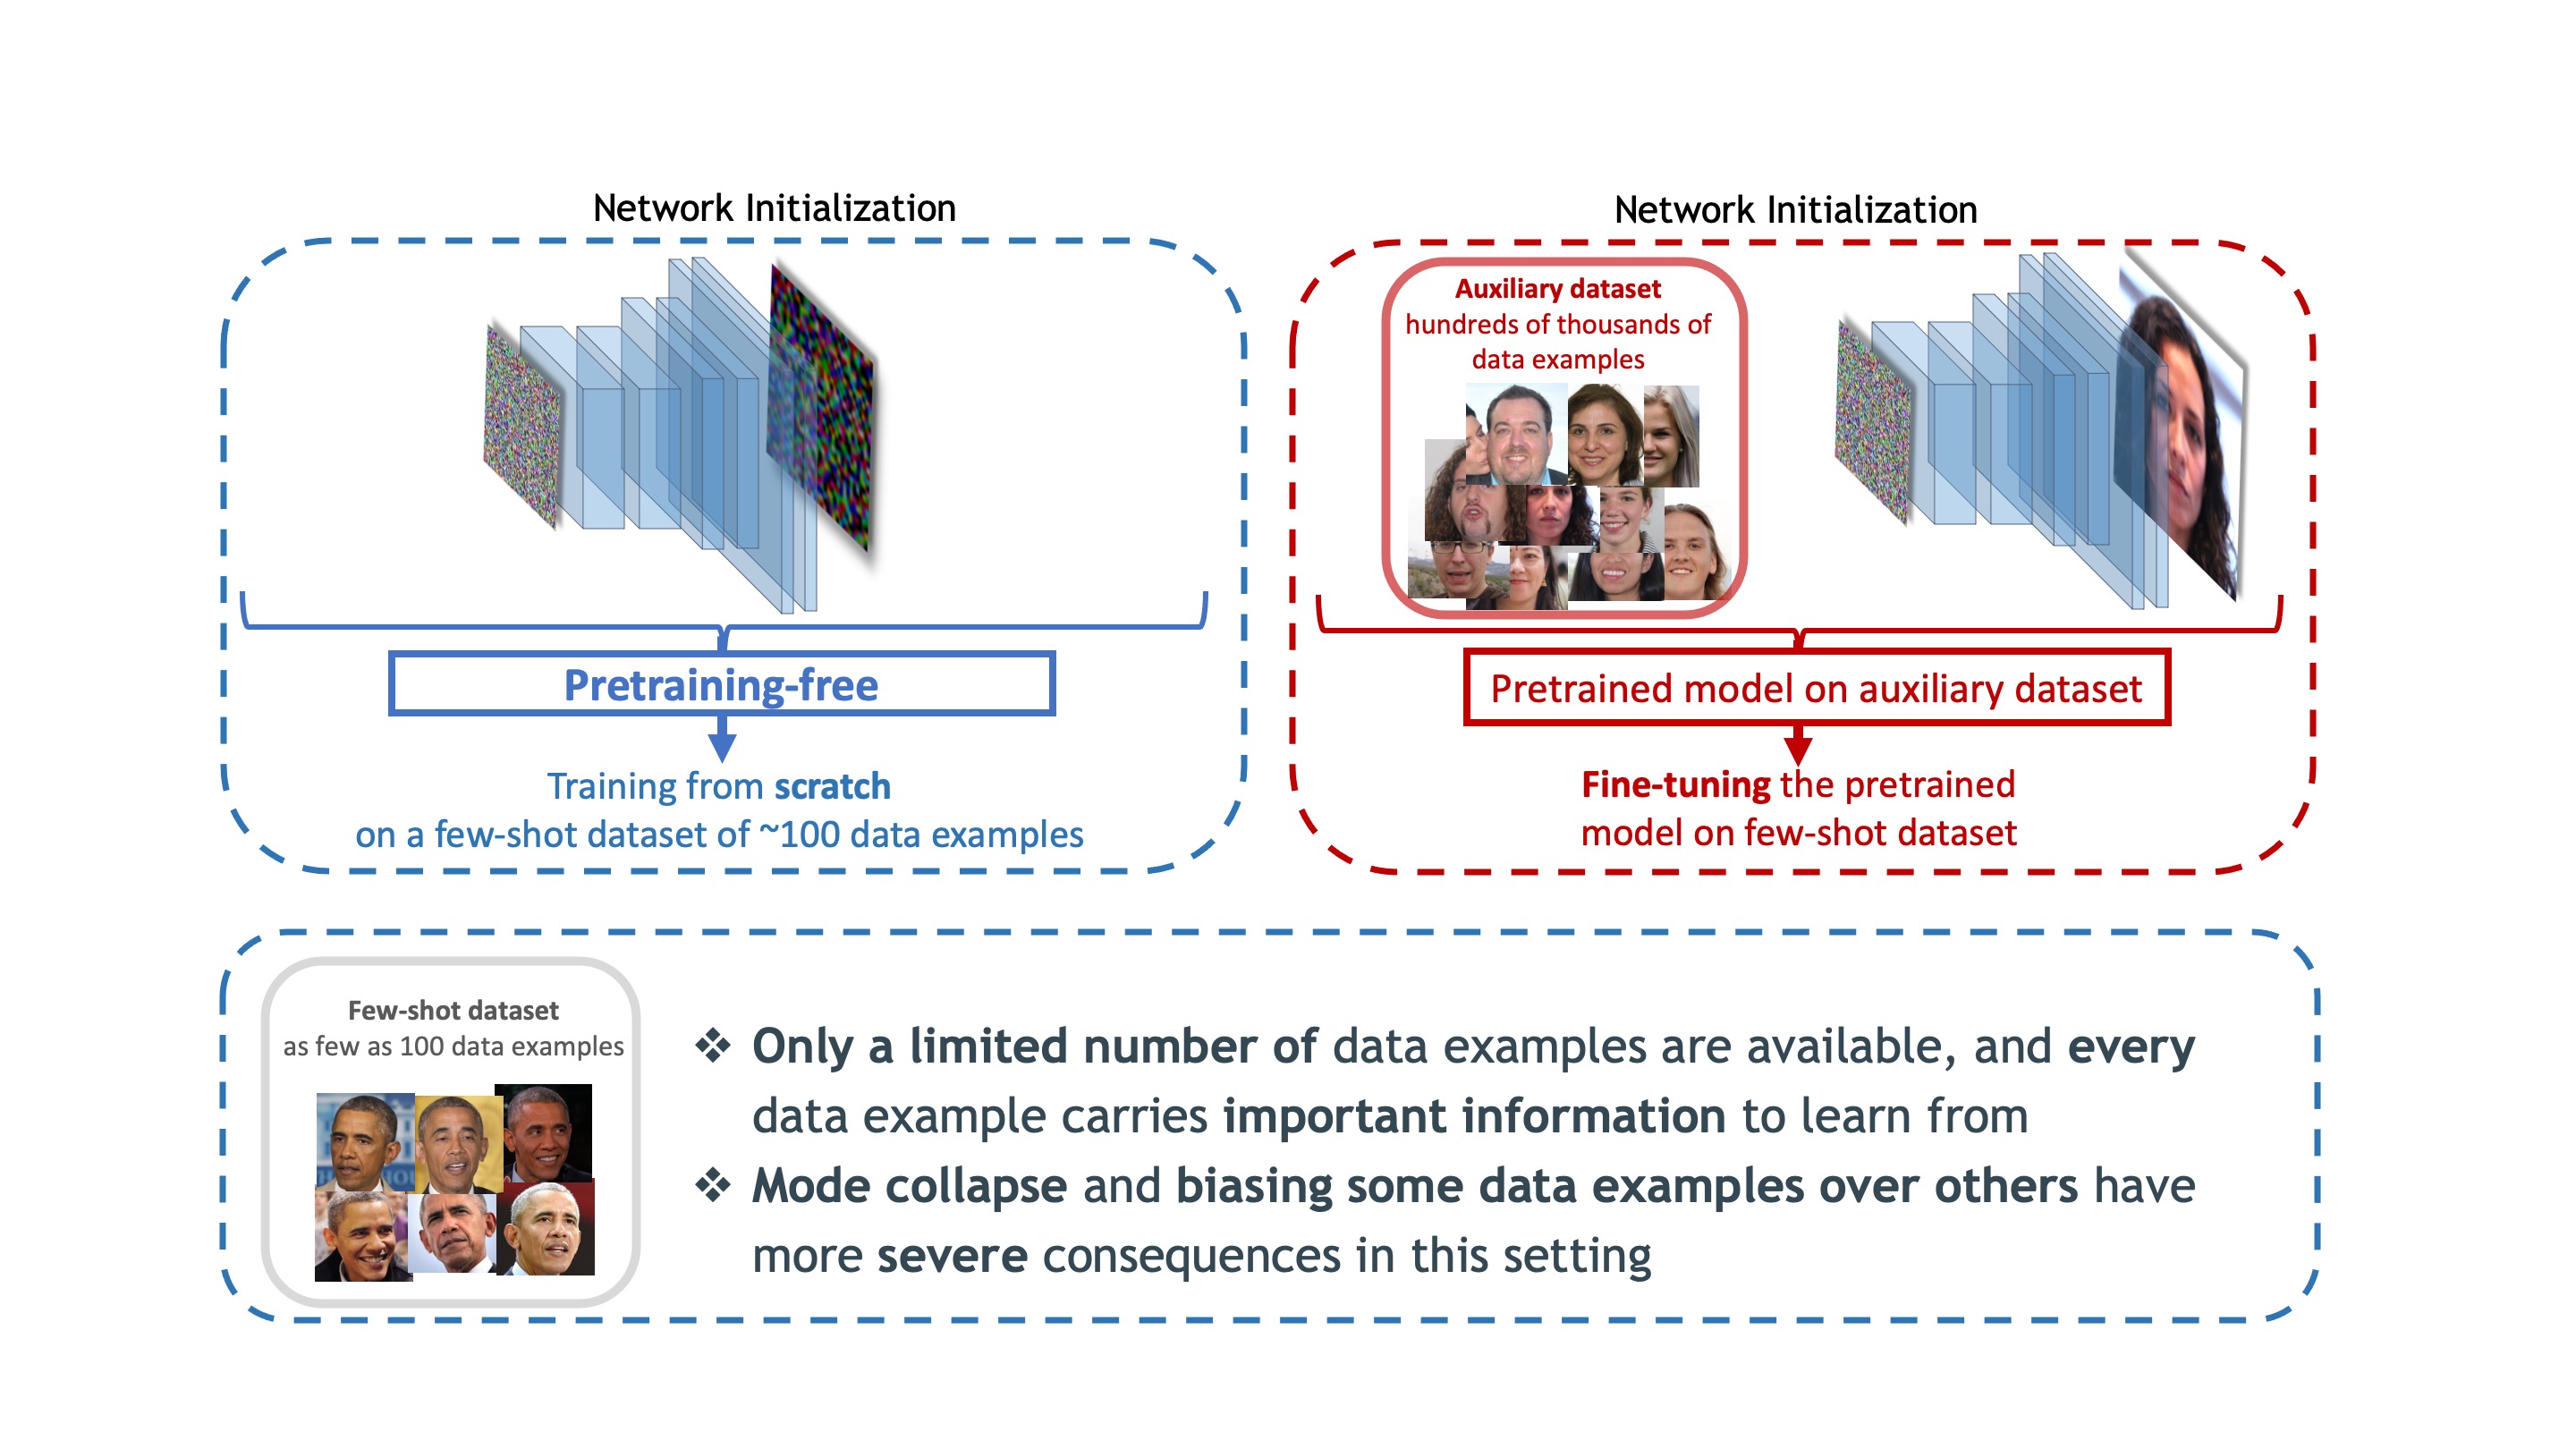 Network Initialization
Pretraining-free
Training from scratch
on a few-shot dataset of ~100 data examples
Network Initialization
Auxiliary dataset
hundreds of thousands of
data examples
Pretrained model on auxiliary dataset
Fine-tuning the pretrained
model on few-shot dataset
Few-shot dataset
as few as 100 data examples
❖ Only a limited number of data examples are available, and every
data example carries important information to learn from
❖ Mode collapse and biasing some data examples over others have
more severe consequences in this setting